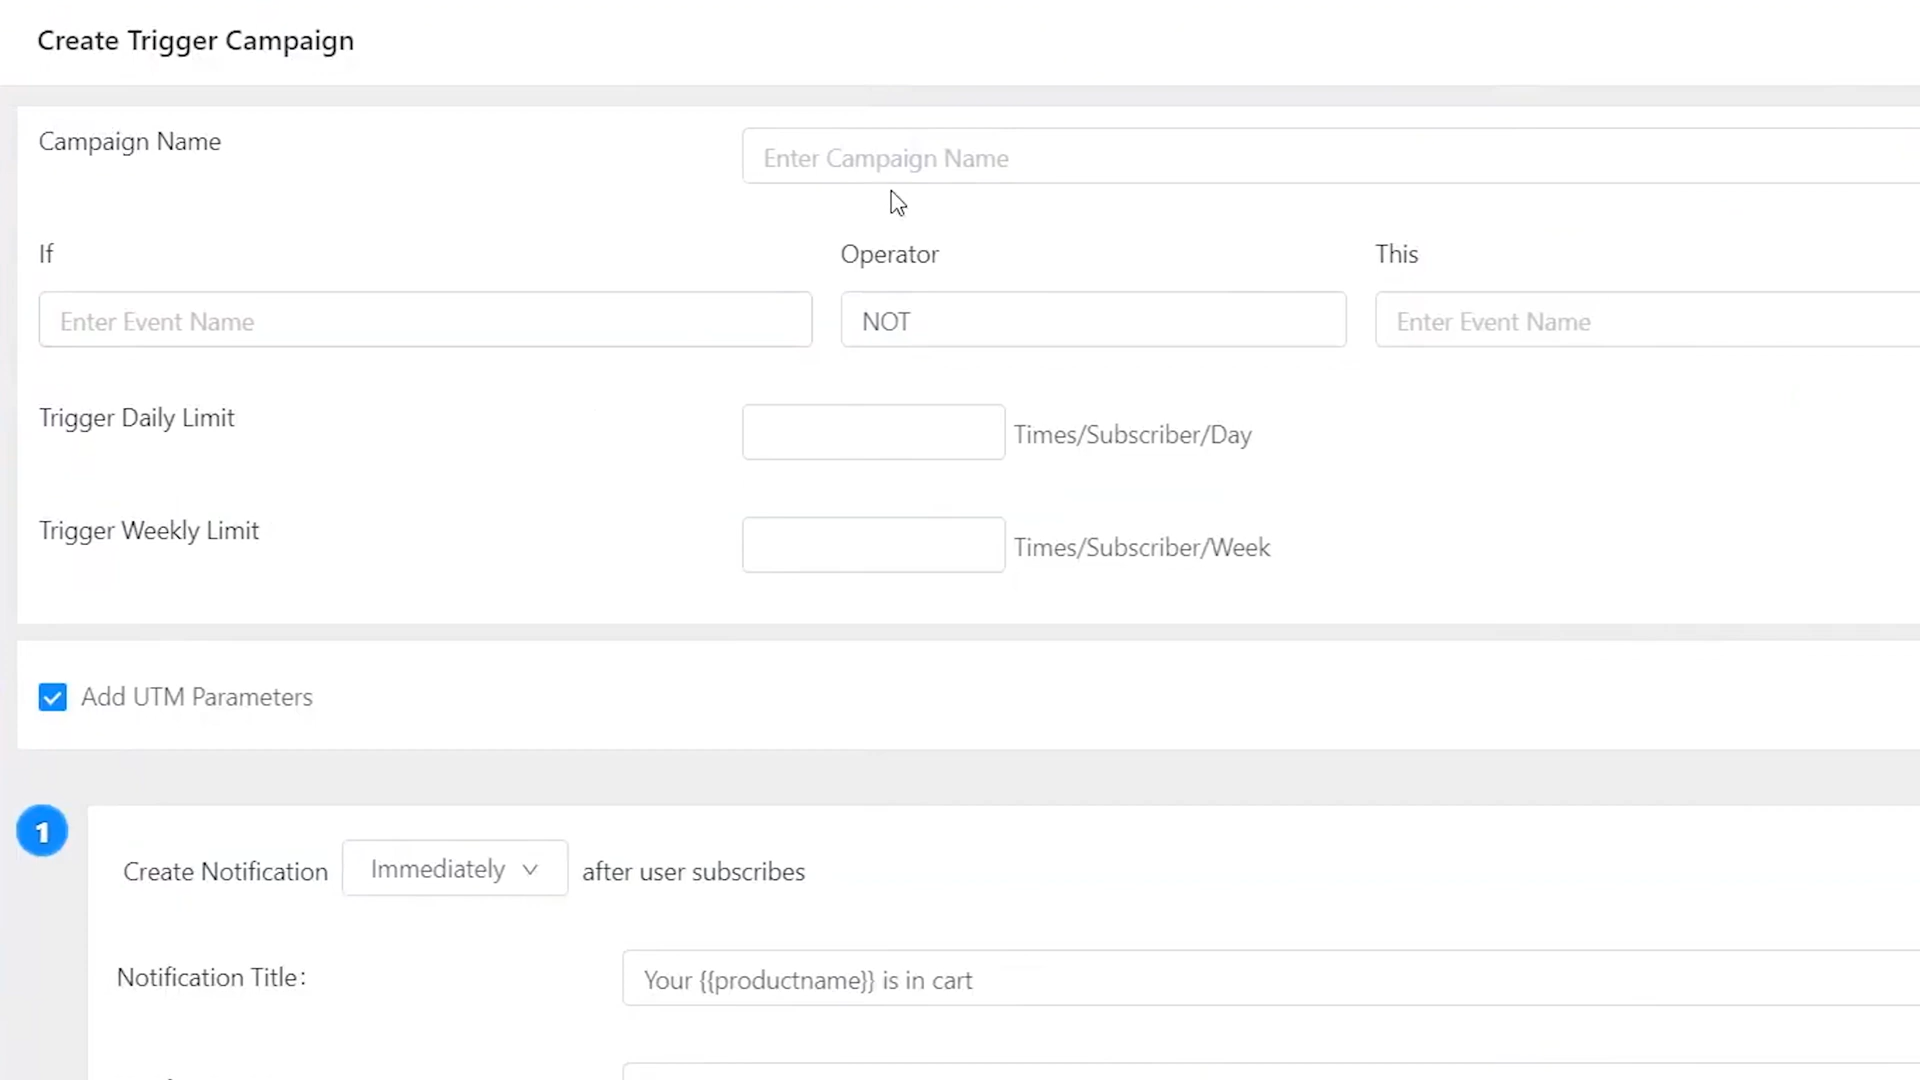 Create Trigger Campaign
Campaign Name
Enter Campaign Name
If
Operator
This
Enter Event Name
NOT
Enter Event Name
Trigger Daily Limit
Times/Subscriber/Day
Trigger Weekly Limit
Times/Subscriber/Week
Add UTM Parameters
1
Create Notification Immediately after user subscribes
Notification Title:
Your {{productname}} is in cart